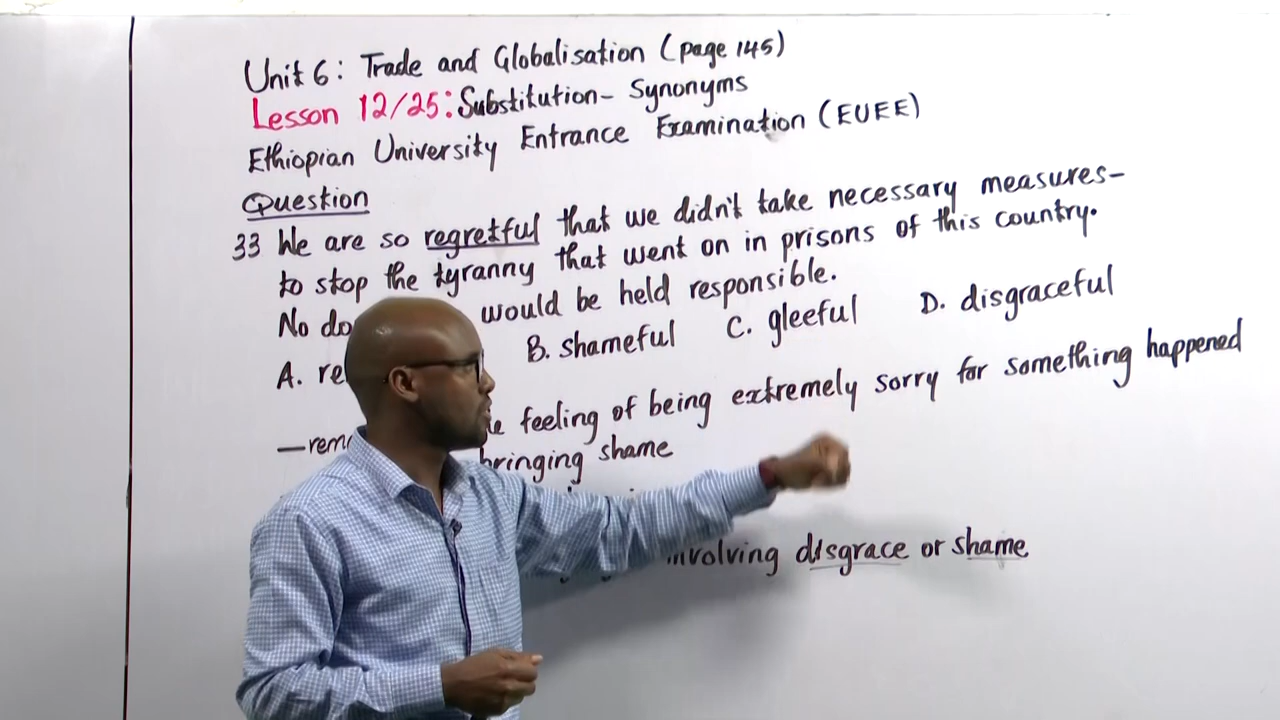 Unit 6: Trade and Globalisation (page 145)
Lesson 12/25: Substitution- Synonyms
Ethiopian University Entrance Examination (EUEE)
Question
33 We are so regretful that we didn't take necessary measures-
to stop the tyranny that went on in prisons of this country.
No would be held responsible.
A. B. shameful C. gleeful D. disgraceful
feeling of being extremely sorry for something happened
bringing shame
involving disgrace or shame